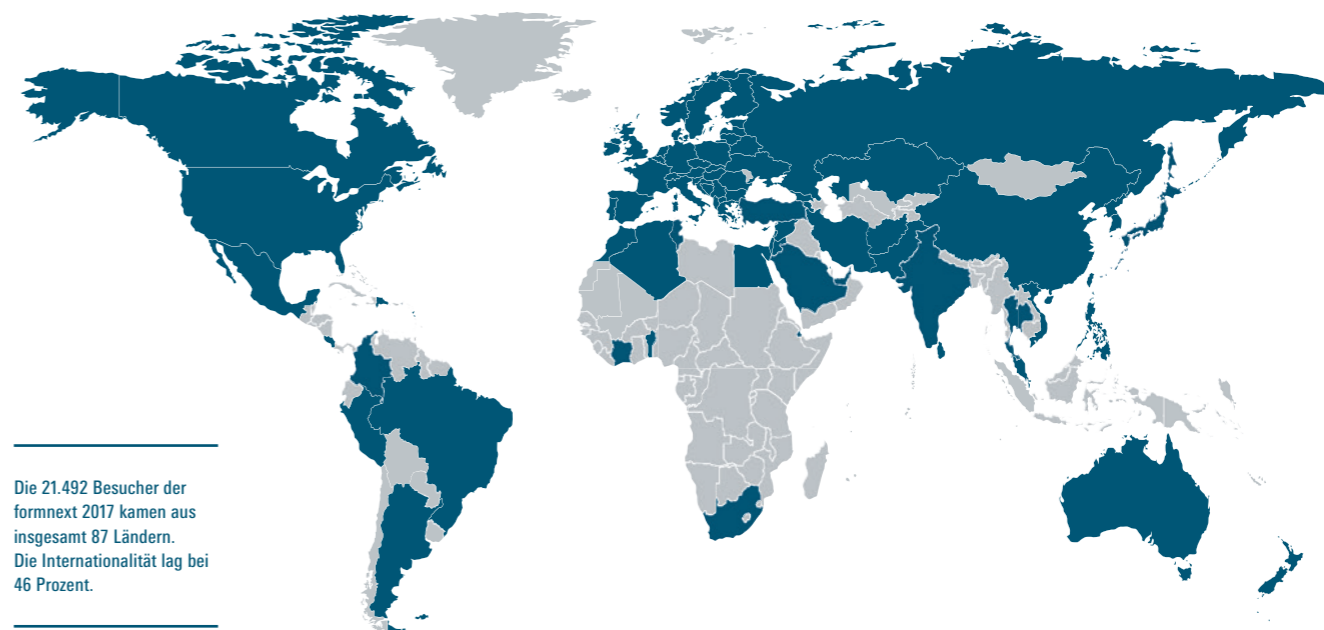 Die 21.492 Besucher der
formnext 2017 kamen aus
insgesamt 87 Ländern.
Die Internationalität lag bei
46 Prozent.